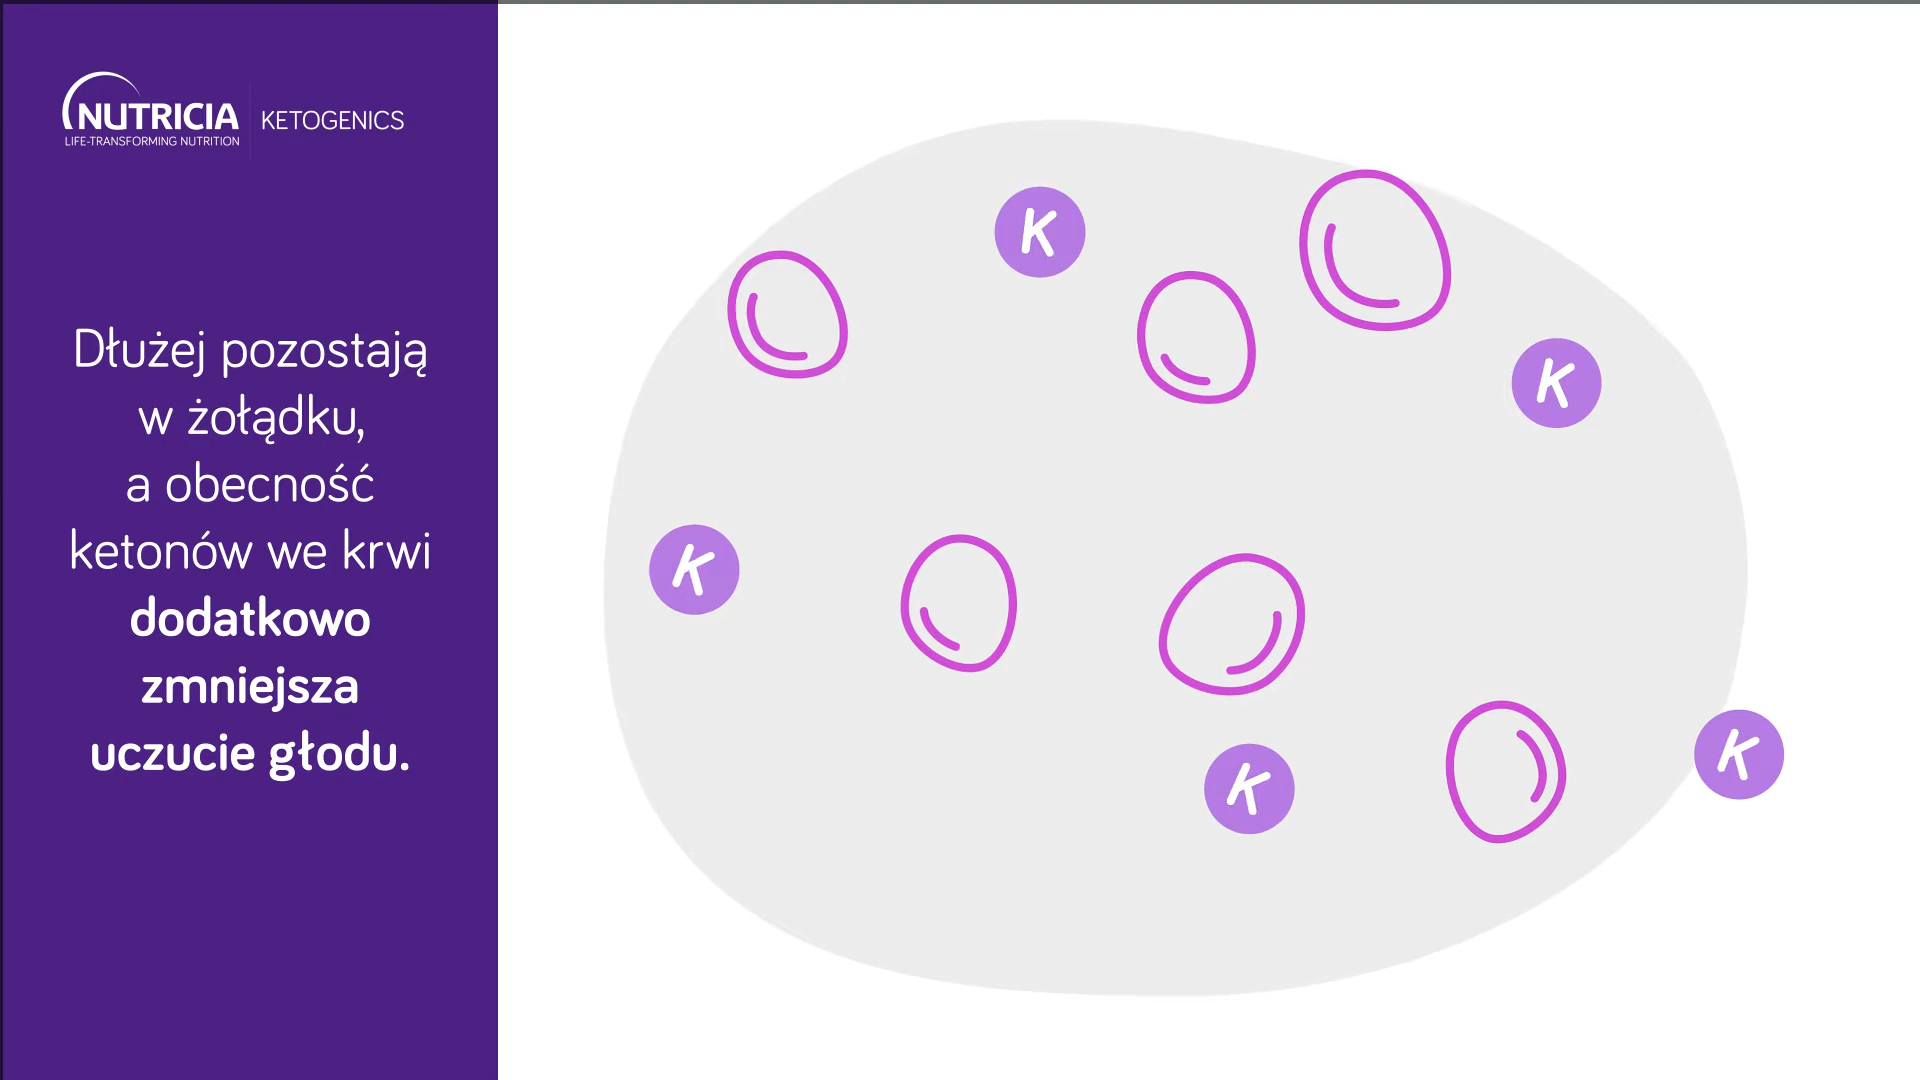 NUTRICIA
LIFE-TRANSFORMING NUTRITION
KETOGENICS
Dłużej pozostają
w żołądku,
a obecność
ketonów we krwi
dodatkowo
zmniejsza
uczucie głodu.
K
K
K
K
K